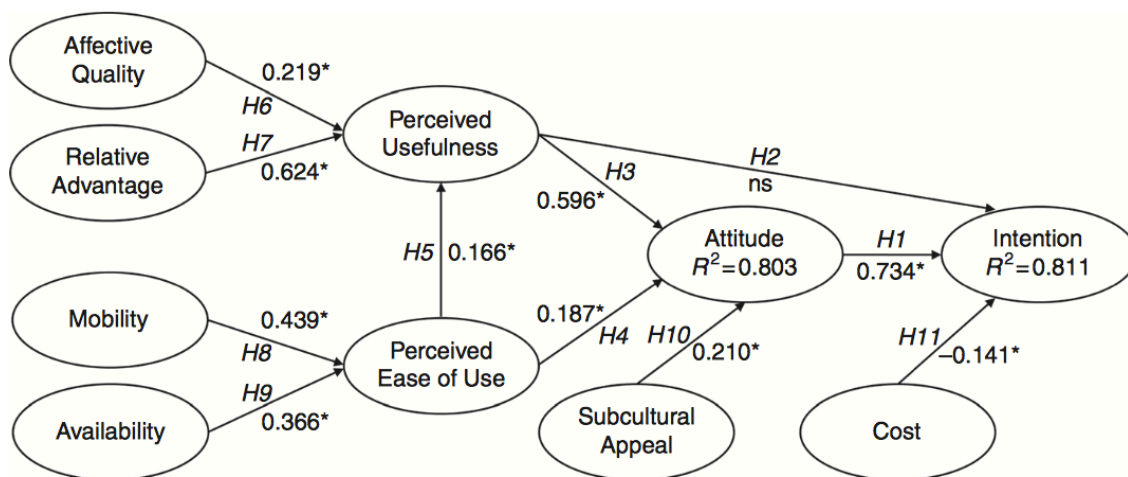 Affective
Quality
0.219*
H6
Perceived
Usefulness
H7
0.624*
Relative
Advantage
H2
ns
H3
0.596*
H5
0.166*
Attitude
R²=0.803
H1
0.734*
Intention
R²=0.811
Mobility
0.439*
H8
Perceived
Ease of Use
0.187*
H4
H10
0.210*
H11
–0.141*
H9
0.366*
Availability
Subcultural
Appeal
Cost